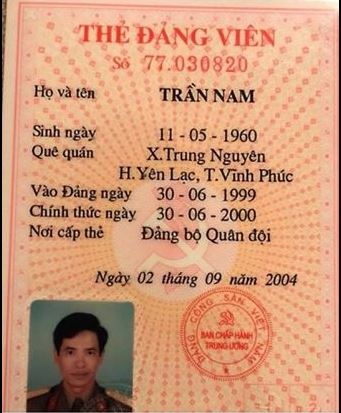 THẺ ĐẢNG VIÊN
Số 77.030820
Họ và tên TRẦN NAM
Sinh ngày 11 - 05 - 1960
Quê quán X.Trung Nguyên
H.Yên Lạc, T.Vĩnh Phúc
Vào Đảng ngày 30 - 06 - 1999
Chính thức ngày 30 - 06 - 2000
Nơi cấp thẻ Đảng bộ Quân đội
Ngày 02 tháng 09 năm 2004
ĐẢNG CỘNG SẢN VIỆT NAM
BAN CHẤP HÀNH
TRUNG ƯƠNG